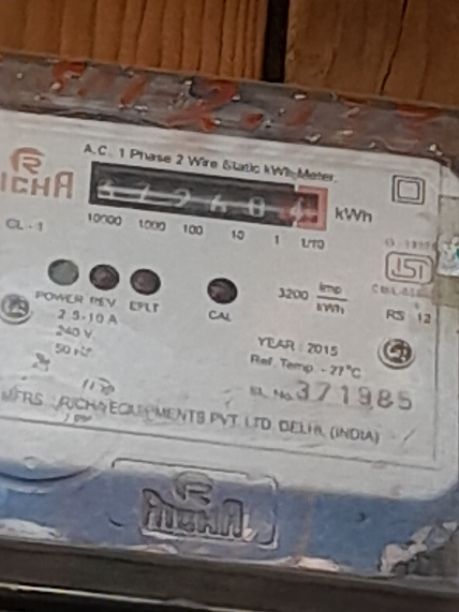 A.C. 1 Phase 2 Wire Static kWh Meter.
RICHA
kWh
10000 1000 100 10 1 1/10
CL - 1
ISI
POWER REV E/FLT
CAL
3200 imp/kWh
RS 12
2.5-10 A
240 V
50 Hz
YEAR : 2015
Ref. Temp. - 27°C
SL. No. 371985
MFRS. : RICHA EQUIPMENTS PVT. LTD. DELHI, (INDIA)
RICHA